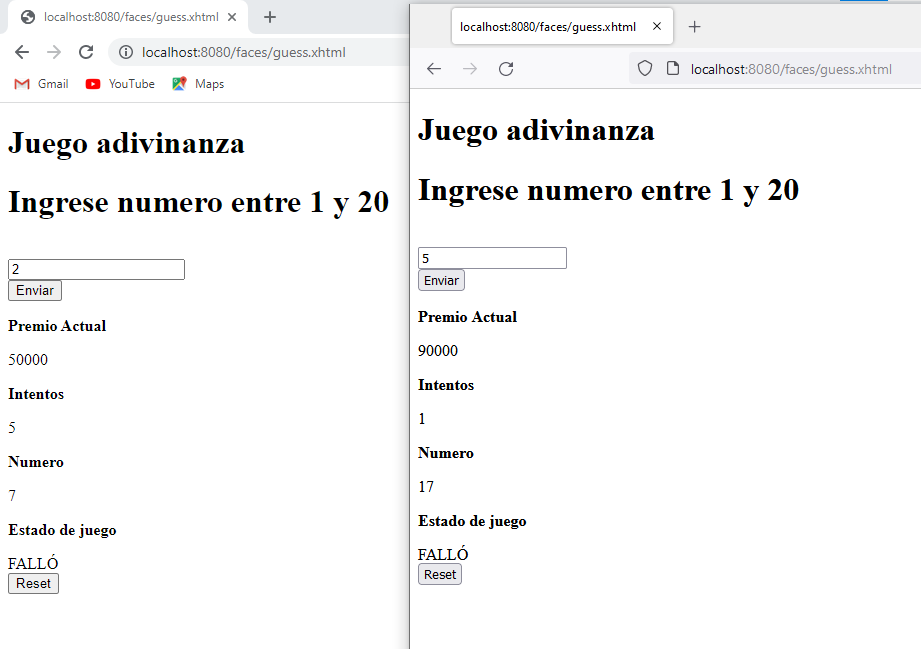 localhost:8080/faces/guess.xhtml
localhost:8080/faces/guess.xhtml
Gmail YouTube Maps
Juego adivinanza
Ingrese numero entre 1 y 20
2
Enviar
Premio Actual
50000
Intentos
5
Numero
7
Estado de juego
FALLÓ
Reset
localhost:8080/faces/guess.xhtml
localhost:8080/faces/guess.xhtml
Juego adivinanza
Ingrese numero entre 1 y 20
5
Enviar
Premio Actual
90000
Intentos
1
Numero
17
Estado de juego
FALLÓ
Reset